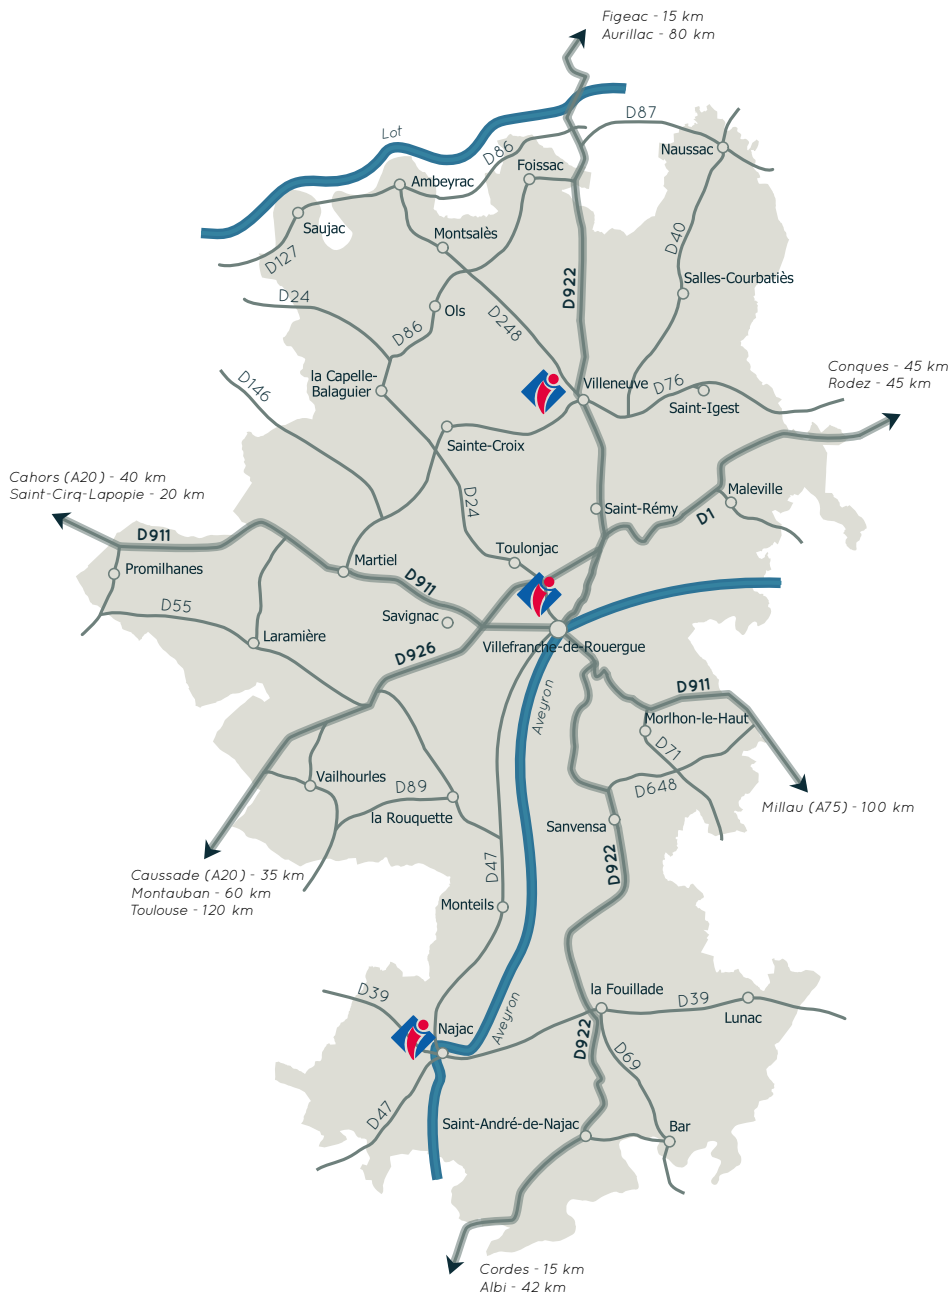 Figeac - 15 km
Aurillac - 80 km
D87
Lot
D86
Naussac
Foissac
Ambeyrac
Saujac
Montsalès
D40
D127
Salles-Courbatiès
D922
D24
Ols
D248
D86
la Capelle-
Balaguier
D146
Villeneuve
D76
Saint-Igest
Conques - 45 km
Rodez - 45 km
Sainte-Croix
Cahors (A20) - 40 km
Saint-Cirq-Lapopie - 20 km
Maleville
D24
Saint-Rémy
D1
D911
Toulonjac
Martiel
Promilhanes
D911
D55
Savignac
Laramière
Villefranche-de-Rouergue
D926
D911
Aveyron
Morlhon-le-Haut
D71
Vailhourles
D89
D648
la Rouquette
Millau (A75) - 100 km
Sanvensa
D47
D922
Caussade (A20) - 35 km
Montauban - 60 km
Toulouse - 120 km
Monteils
la Fouillade
D39
D39
Lunac
Aveyron
Najac
D922
D69
D47
Saint-André-de-Najac
Bar
Cordes - 15 km
Albi - 42 km